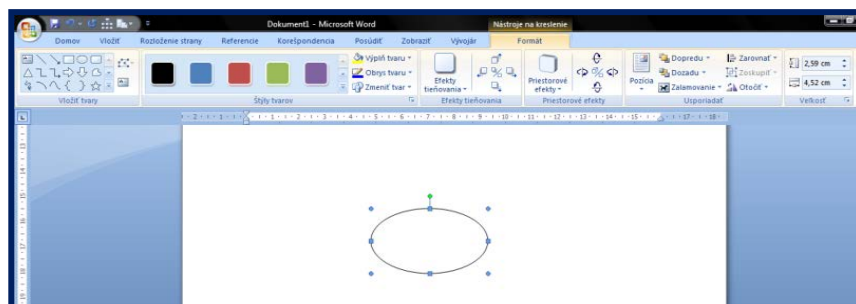 Dokument1 - Microsoft Word
Nástroje na kreslenie
Domov Vložiť Rozloženie strany Referencie Korešpondencia Posúdiť Zobraziť Vývojár Formát
Výplň tvaru
Obrys tvaru
Zmeniť tvar
Efekty tieňovania
Priestorové efekty
Pozícia
Dopredu
Dozadu
Zalamovanie
Zarovnať
Zoskupiť
Otočiť
2,59 cm
4,52 cm
Vložiť tvary Štýly tvarov Efekty tieňovania Priestorové efekty Usporiadať Veľkosť